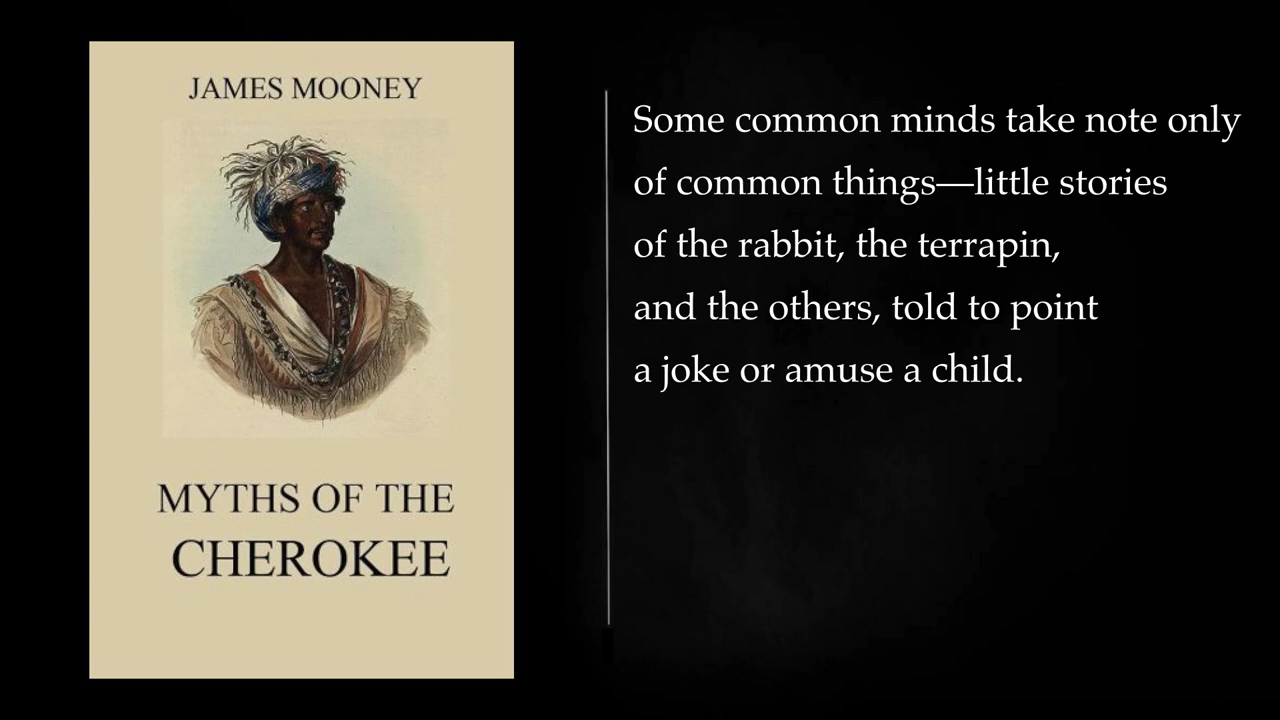 JAMES MOONEY
MYTHS OF THE
CHEROKEE
Some common minds take note only
of common things—little stories
of the rabbit, the terrapin,
and the others, told to point
a joke or amuse a child.